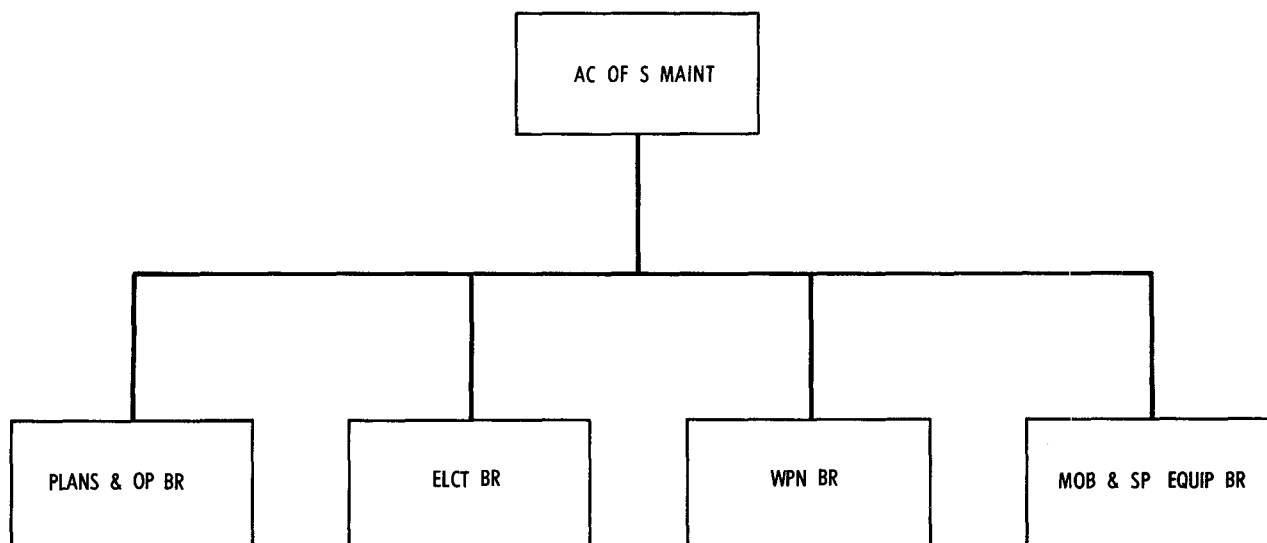 AC OF S MAINT
PLANS & OP BR
ELCT BR
WPN BR
MOB & SP EQUIP BR